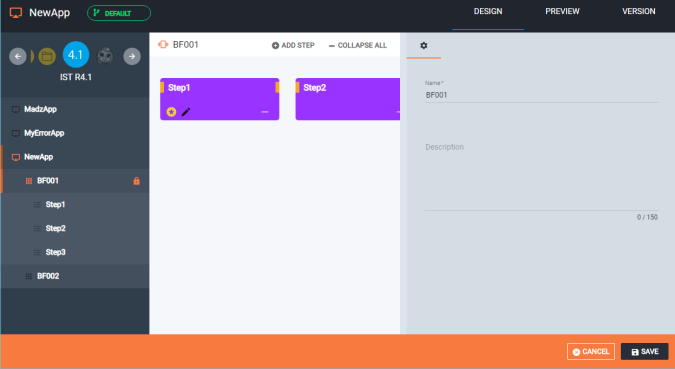 NewApp
DEFAULT
DESIGN
PREVIEW
VERSION
4.1
IST R4.1
BF001
ADD STEP
COLLAPSE ALL
MadzApp
MyErrorApp
NewApp
BF001
Step1
Step2
Step3
BF002
Step1
Step2
Name *
BF001
Description
0 / 150
CANCEL
SAVE